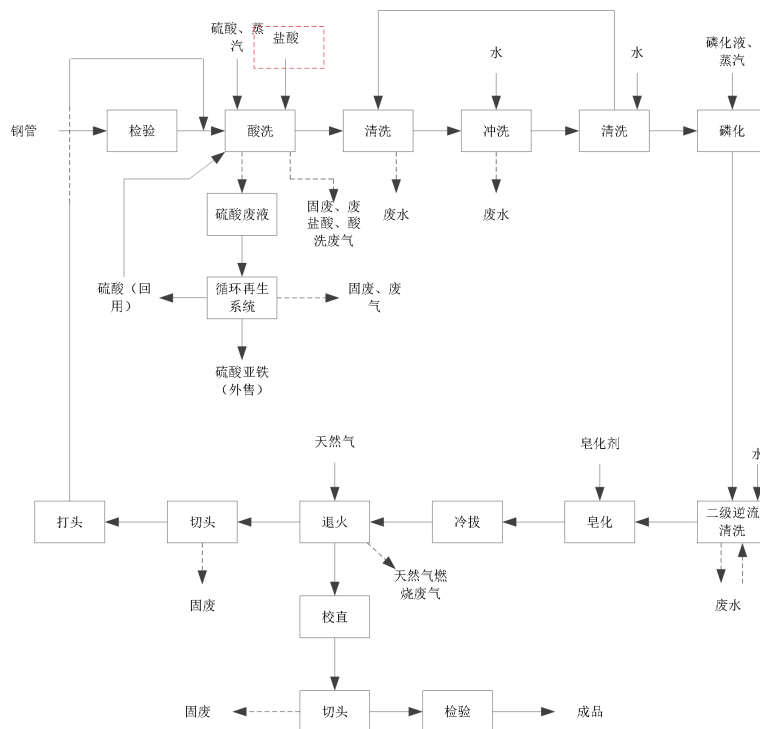 硫酸、蒸
汽
盐酸
水
水
磷化液、
蒸汽
钢管
检验
酸洗
清洗
冲洗
清洗
磷化
硫酸废液
固废、废
盐酸、酸
洗废气
废水
废水
硫酸（回
用）
循环再生
系统
固废、废
气
硫酸亚铁
（外售）
天然气
皂化剂
水
打头
切头
退火
冷拔
皂化
二级逆流
清洗
固废
天然气燃
烧废气
废水
校直
固废
切头
检验
成品